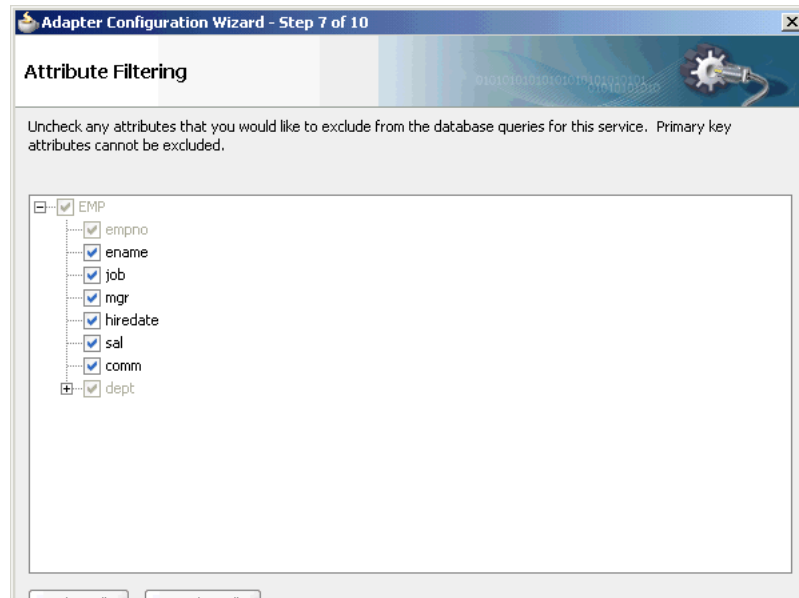 Adapter Configuration Wizard - Step 7 of 10
Attribute Filtering
Uncheck any attributes that you would like to exclude from the database queries for this service. Primary key
attributes cannot be excluded.
EMP
empno
ename
job
mgr
hiredate
sal
comm
dept